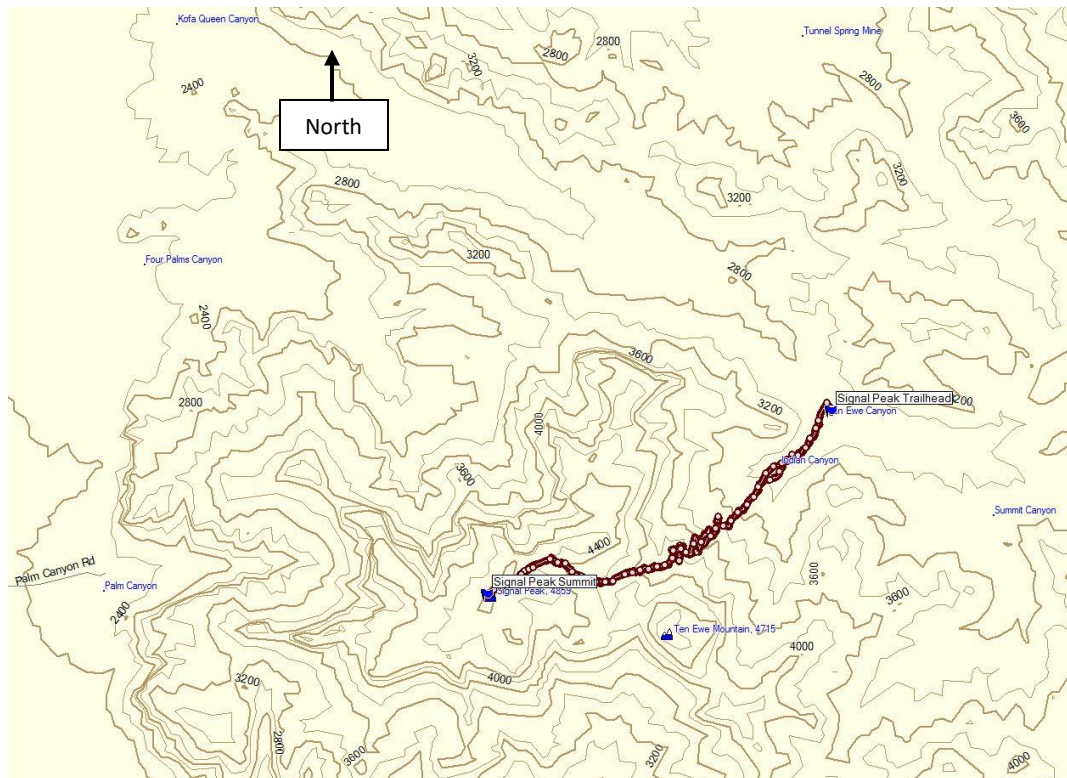 Kofa Queen Canyon
Tunnel Spring Mine
2800
2800
3200
2800
2400
North
3600
2800
3200
3200
3200
2800
Four Palms Canyon
2400
3600
Signal Peak Trailhead
3200
2800
Ten Ewe Canyon
4000
Indian Canyon
3600
Summit Canyon
4400
Palm Canyon Rd
Palm Canyon
Signal Peak Summit
Signal Peak, 4859
3600
3600
2400
Ten Ewe Mountain, 4715
4000
4000
3200
2800
3600
3200
4000